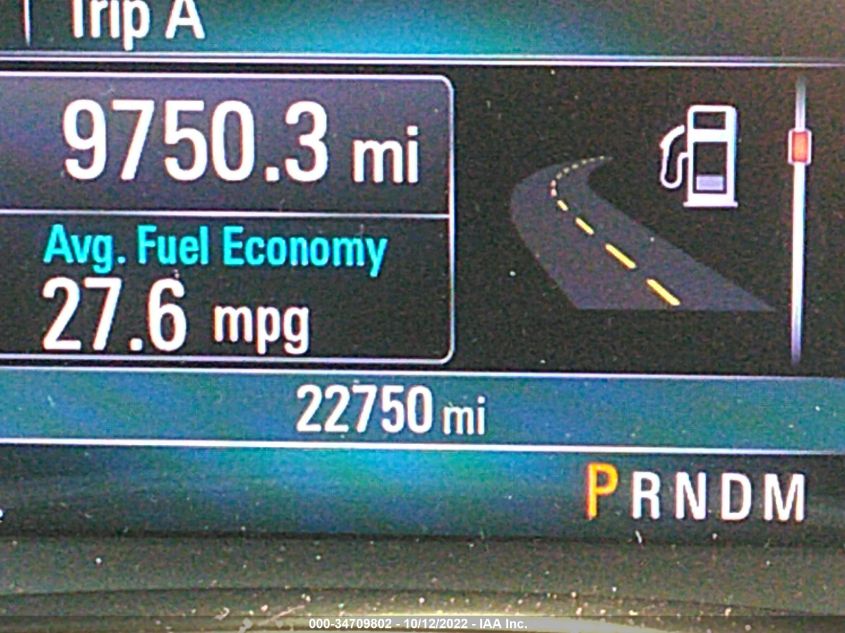 Trip A
9750.3 mi
Avg. Fuel Economy
27.6 mpg
22750 mi
PRNDM
000-34709802 - 10/12/2022 - IAA Inc.